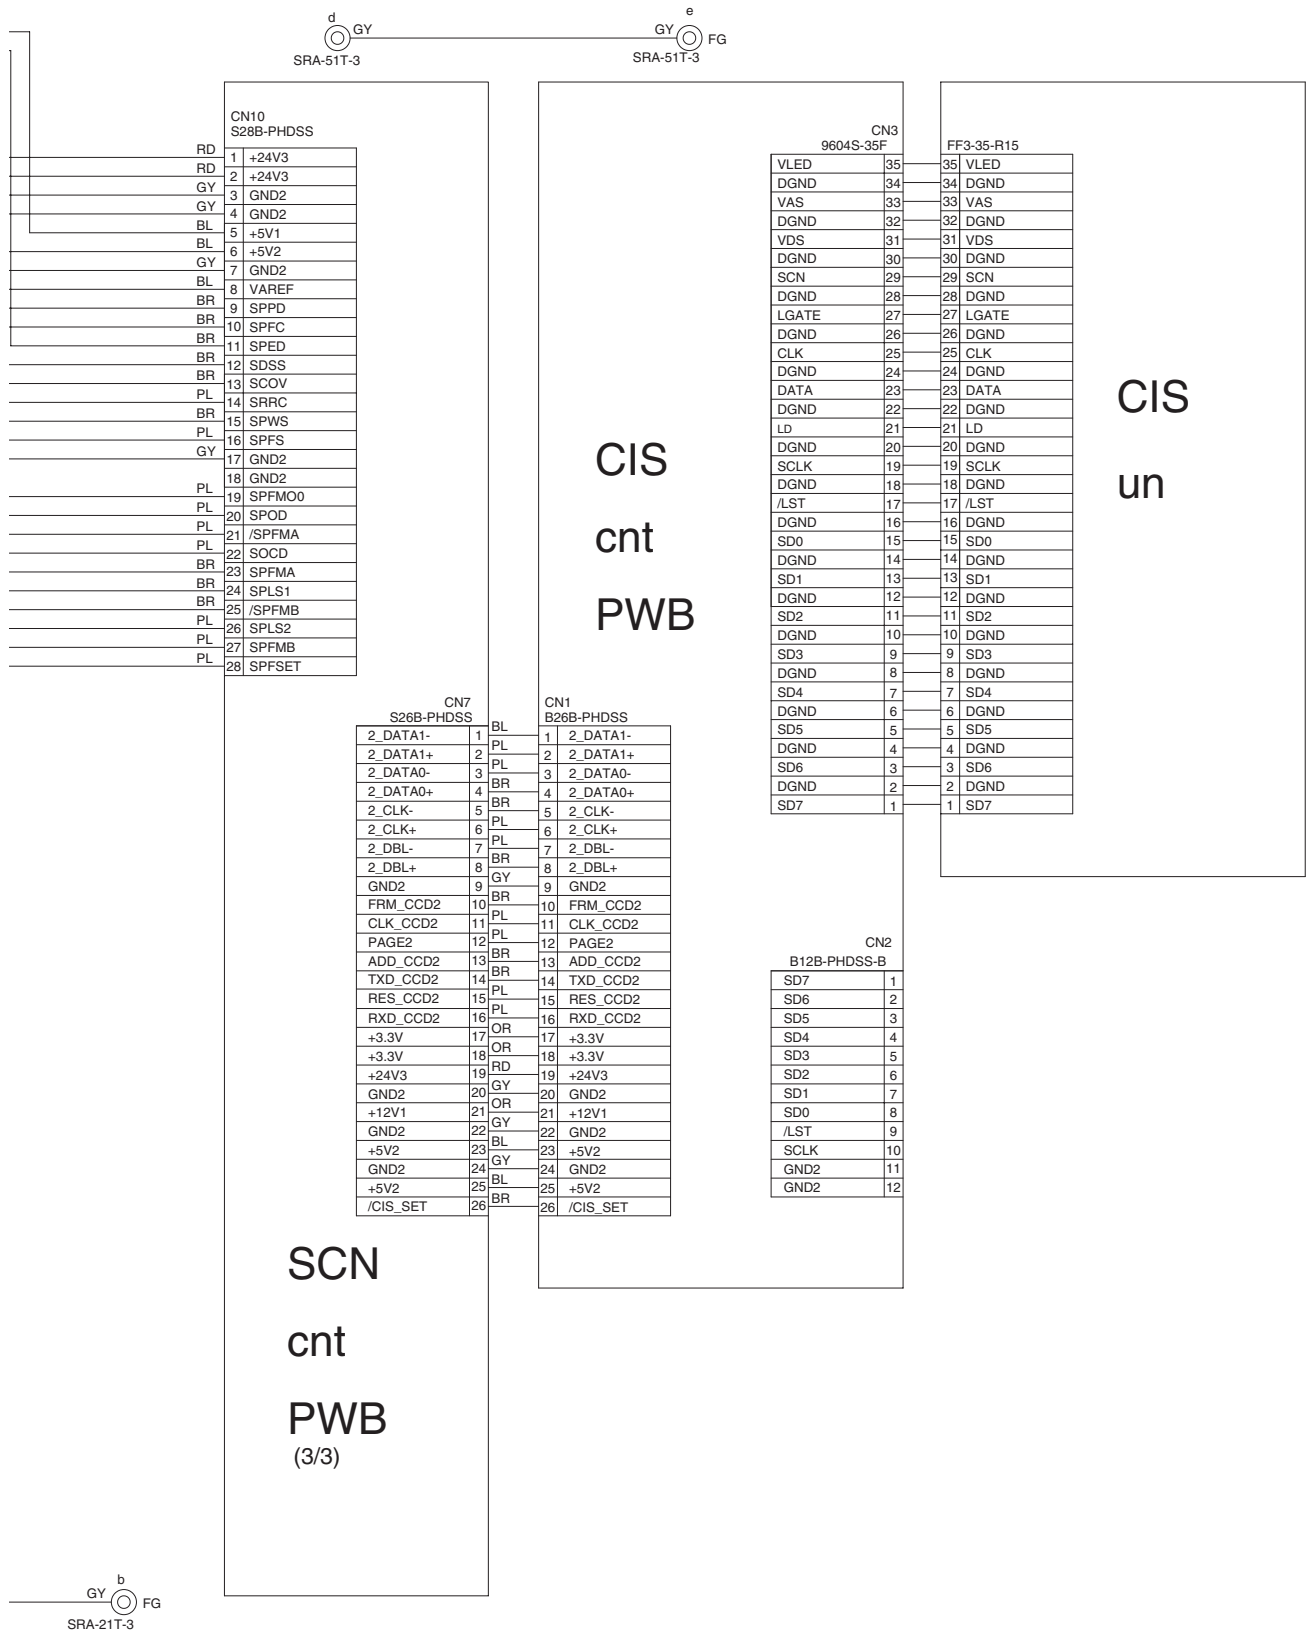 d
GY
SRA-51T-3
e
GY
FG
SRA-51T-3
CN10
S28B-PHDSS
RD 1 +24V3
RD 2 +24V3
GY 3 GND2
GY 4 GND2
BL 5 +5V1
BL 6 +5V2
GY 7 GND2
BL 8 VAREF
BR 9 SPPD
BR 10 SPFC
BR 11 SPED
BR 12 SDSS
BR 13 SCOV
PL 14 SRRC
BR 15 SPWS
PL 16 SPFS
GY 17 GND2
18 GND2
PL 19 SPFMO0
PL 20 SPOD
PL 21 /SPFMA
PL 22 SOCD
BR 23 SPFMA
BR 24 SPLS1
BR 25 /SPFMB
PL 26 SPLS2
PL 27 SPFMB
PL 28 SPFSET
CN3
9604S-35F
FF3-35-R15
VLED 35 35 VLED
DGND 34 34 DGND
VAS 33 33 VAS
DGND 32 32 DGND
VDS 31 31 VDS
DGND 30 30 DGND
SCN 29 29 SCN
DGND 28 28 DGND
LGATE 27 27 LGATE
DGND 26 26 DGND
CLK 25 25 CLK
DGND 24 24 DGND
DATA 23 23 DATA
DGND 22 22 DGND
LD 21 21 LD
DGND 20 20 DGND
SCLK 19 19 SCLK
DGND 18 18 DGND
/LST 17 17 /LST
DGND 16 16 DGND
SD0 15 15 SD0
DGND 14 14 DGND
SD1 13 13 SD1
DGND 12 12 DGND
SD2 11 11 SD2
DGND 10 10 DGND
SD3 9 9 SD3
DGND 8 8 DGND
SD4 7 7 SD4
DGND 6 6 DGND
SD5 5 5 SD5
DGND 4 4 DGND
SD6 3 3 SD6
DGND 2 2 DGND
SD7 1 1 SD7
CIS
cnt
PWB
CIS
un
CN7
S26B-PHDSS
CN1
B26B-PHDSS
2_DATA1- 1 BL 1 2_DATA1-
2_DATA1+ 2 PL 2 2_DATA1+
2_DATA0- 3 PL 3 2_DATA0-
2_DATA0+ 4 BR 4 2_DATA0+
2_CLK- 5 BR 5 2_CLK-
2_CLK+ 6 PL 6 2_CLK+
2_DBL- 7 PL 7 2_DBL-
2_DBL+ 8 BR 8 2_DBL+
GND2 9 GY 9 GND2
FRM_CCD2 10 BR 10 FRM_CCD2
CLK_CCD2 11 PL 11 CLK_CCD2
PAGE2 12 PL 12 PAGE2
ADD_CCD2 13 BR 13 ADD_CCD2
TXD_CCD2 14 BR 14 TXD_CCD2
RES_CCD2 15 PL 15 RES_CCD2
RXD_CCD2 16 PL 16 RXD_CCD2
+3.3V 17 OR 17 +3.3V
+3.3V 18 OR 18 +3.3V
+24V3 19 RD 19 +24V3
GND2 20 GY 20 GND2
+12V1 21 OR 21 +12V1
GND2 22 GY 22 GND2
+5V2 23 BL 23 +5V2
GND2 24 GY 24 GND2
+5V2 25 BL 25 +5V2
/CIS_SET 26 BR 26 /CIS_SET
CN2
B12B-PHDSS-B
SD7 1
SD6 2
SD5 3
SD4 4
SD3 5
SD2 6
SD1 7
SD0 8
/LST 9
SCLK 10
GND2 11
GND2 12
SCN
cnt
PWB
(3/3)
b
GY
FG
SRA-21T-3